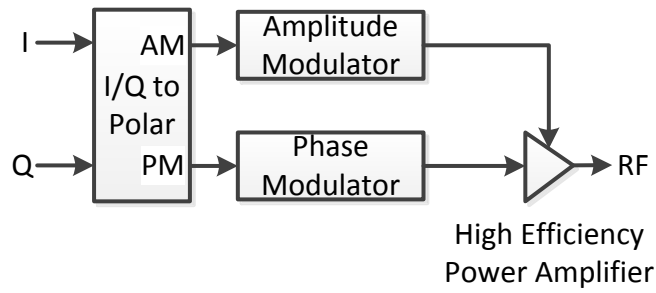 I
AM
Amplitude
Modulator
I/Q to
Polar
Q
PM
Phase
Modulator
RF
High Efficiency
Power Amplifier